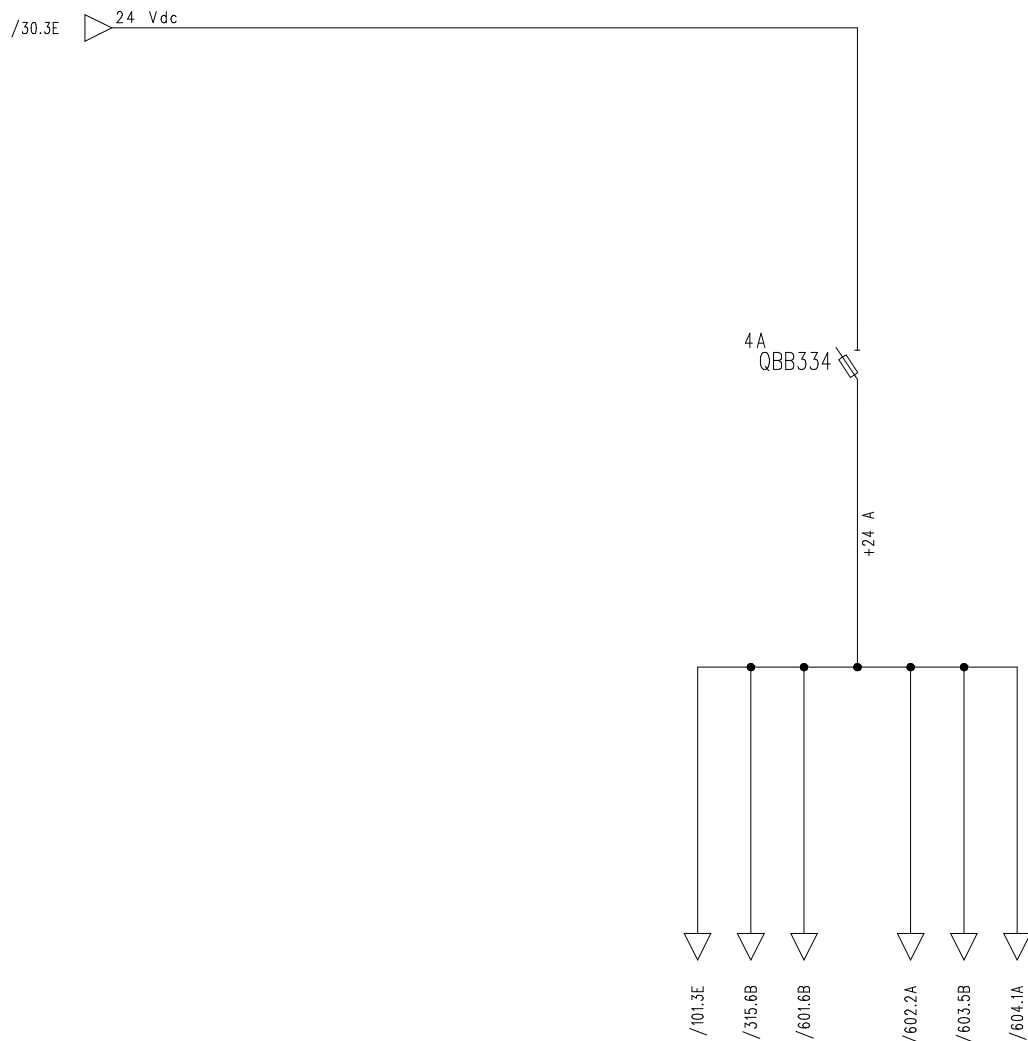 24 Vdc
/30.3E
4A
QBB334
+24 A
/101.3E
/315.6B
/601.6B
/602.2A
/603.5B
/604.1A